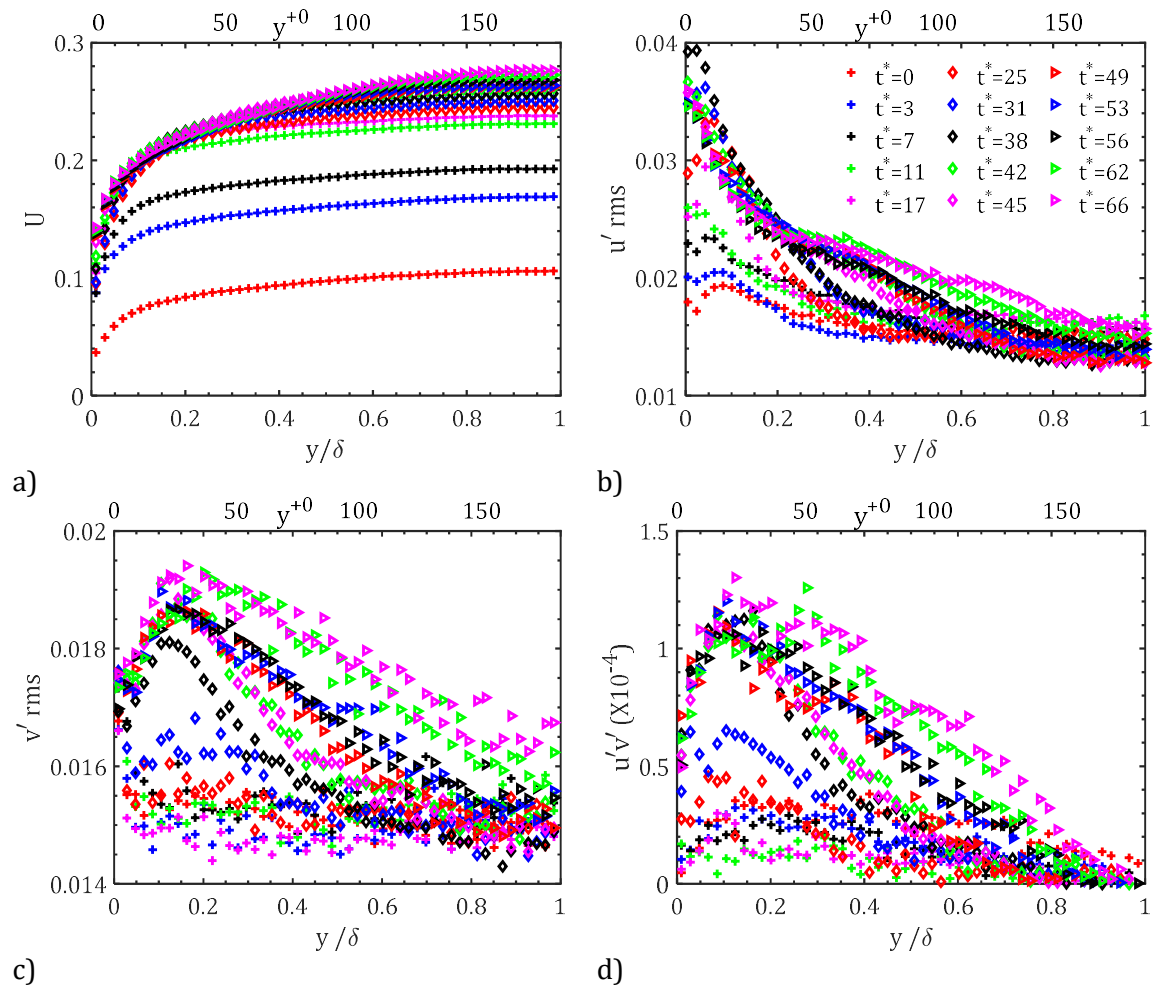 0 50 y+0 100 150
0.3
0.2
0.1
0
U
0 0.2 0.4 0.6 0.8 1
y/δ
a)
0 50 y+0 100 150
0.04
0.03
0.02
0.01
u' rms
t*=0 t*=25 t*=49
t*=3 t*=31 t*=53
t*=7 t*=38 t*=56
t*=11 t*=42 t*=62
t*=17 t*=45 t*=66
0 0.2 0.4 0.6 0.8 1
y/δ
b)
0 50 y+0 100 150
0.02
0.018
0.016
0.014
v' rms
0 0.2 0.4 0.6 0.8 1
y/δ
c)
0 50 y+0 100 150
1.5
1
0.5
0
u'v' (X10-4)
0 0.2 0.4 0.6 0.8 1
y/δ
d)